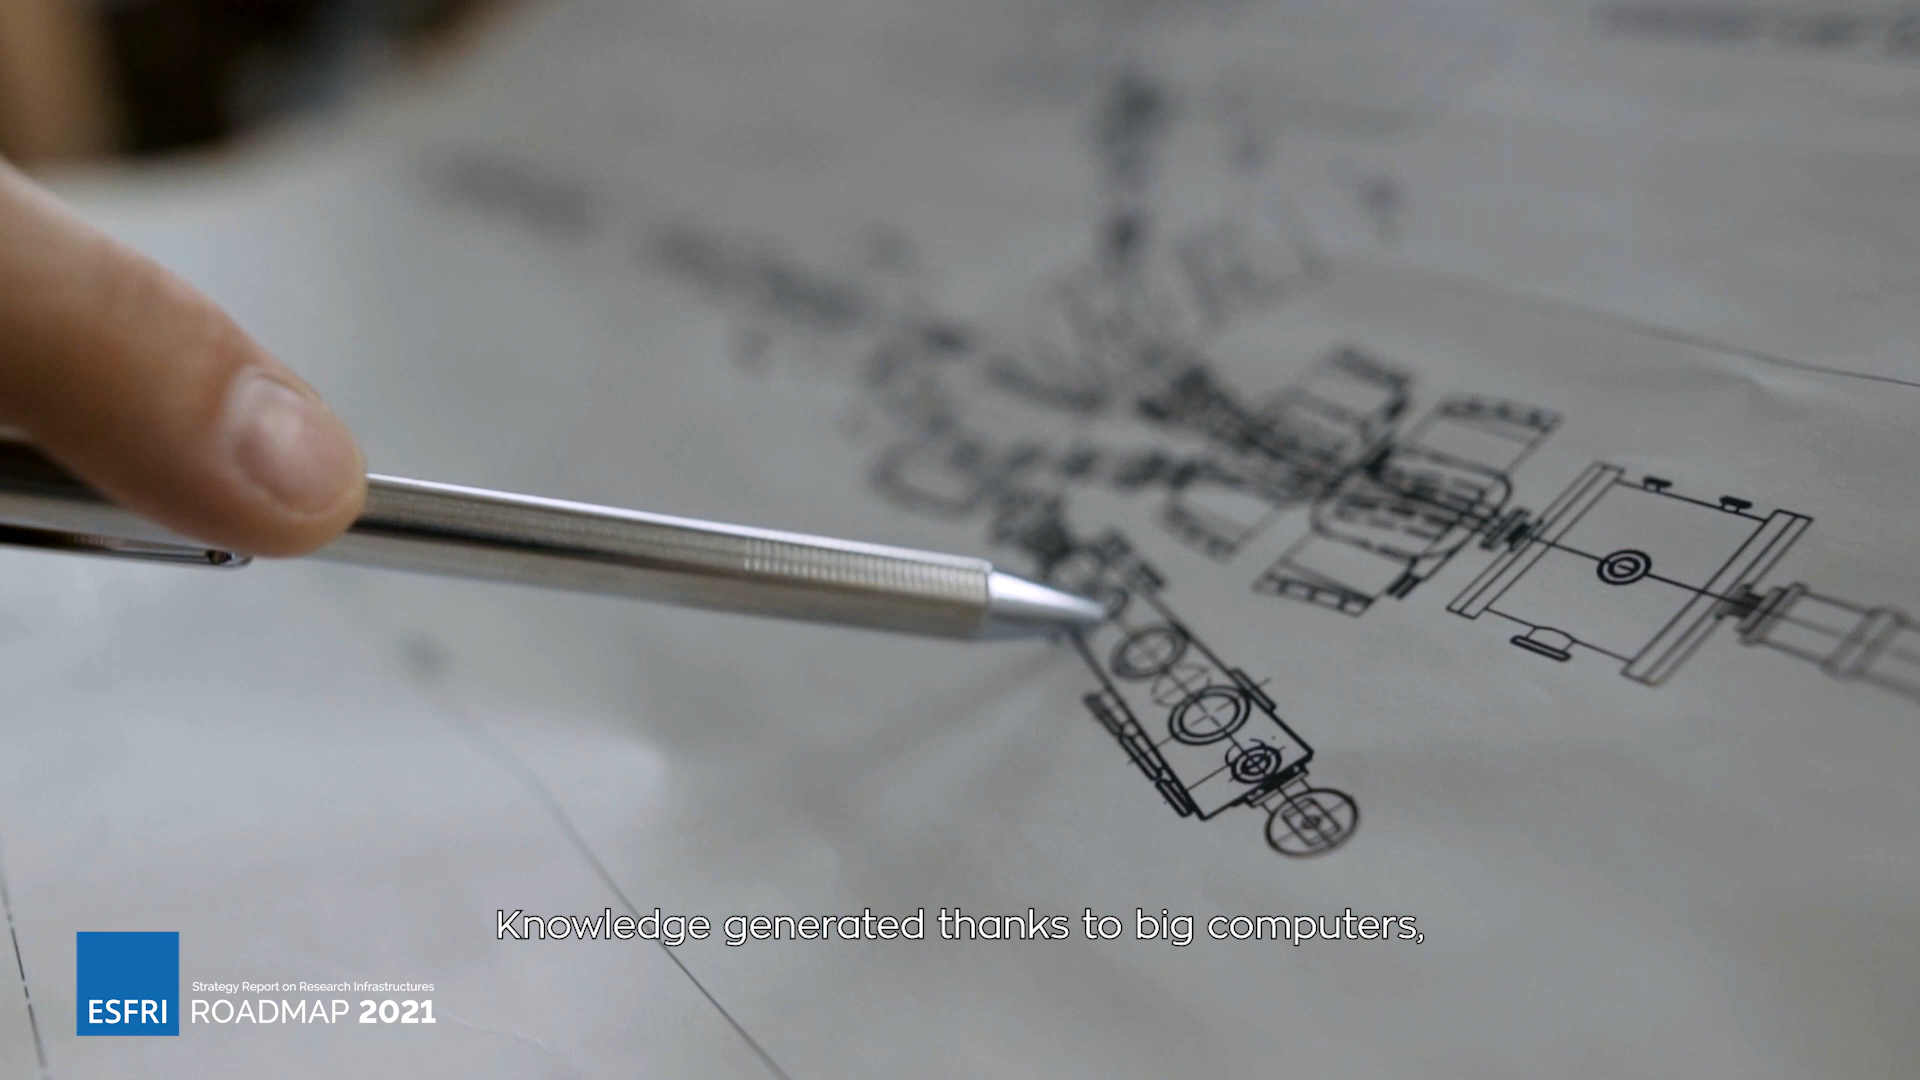 Knowledge generated thanks to big computers,
Strategy Report on Research Infrastructures
ESFRI ROADMAP 2021